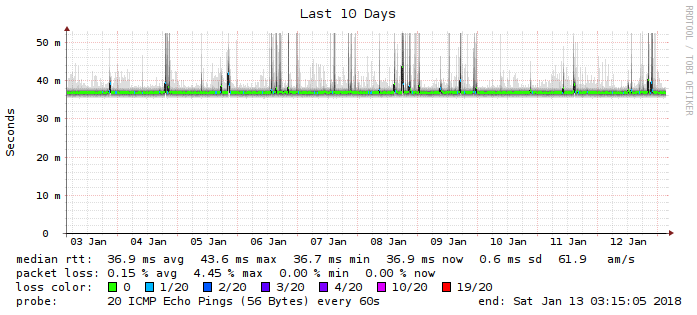 Last 10 Days
RRDTOOL / TOBI OETIKER
Seconds
50 m
40 m
30 m
20 m
10 m
0
03 Jan 04 Jan 05 Jan 06 Jan 07 Jan 08 Jan 09 Jan 10 Jan 11 Jan 12 Jan
median rtt: 36.9 ms avg 43.6 ms max 36.7 ms min 36.9 ms now 0.6 ms sd 61.9 am/s
packet loss: 0.15 % avg 4.45 % max 0.00 % min 0.00 % now
loss color: 0 1/20 2/20 3/20 4/20 10/20 19/20
probe: 20 ICMP Echo Pings (56 Bytes) every 60s end: Sat Jan 13 03:15:05 2018